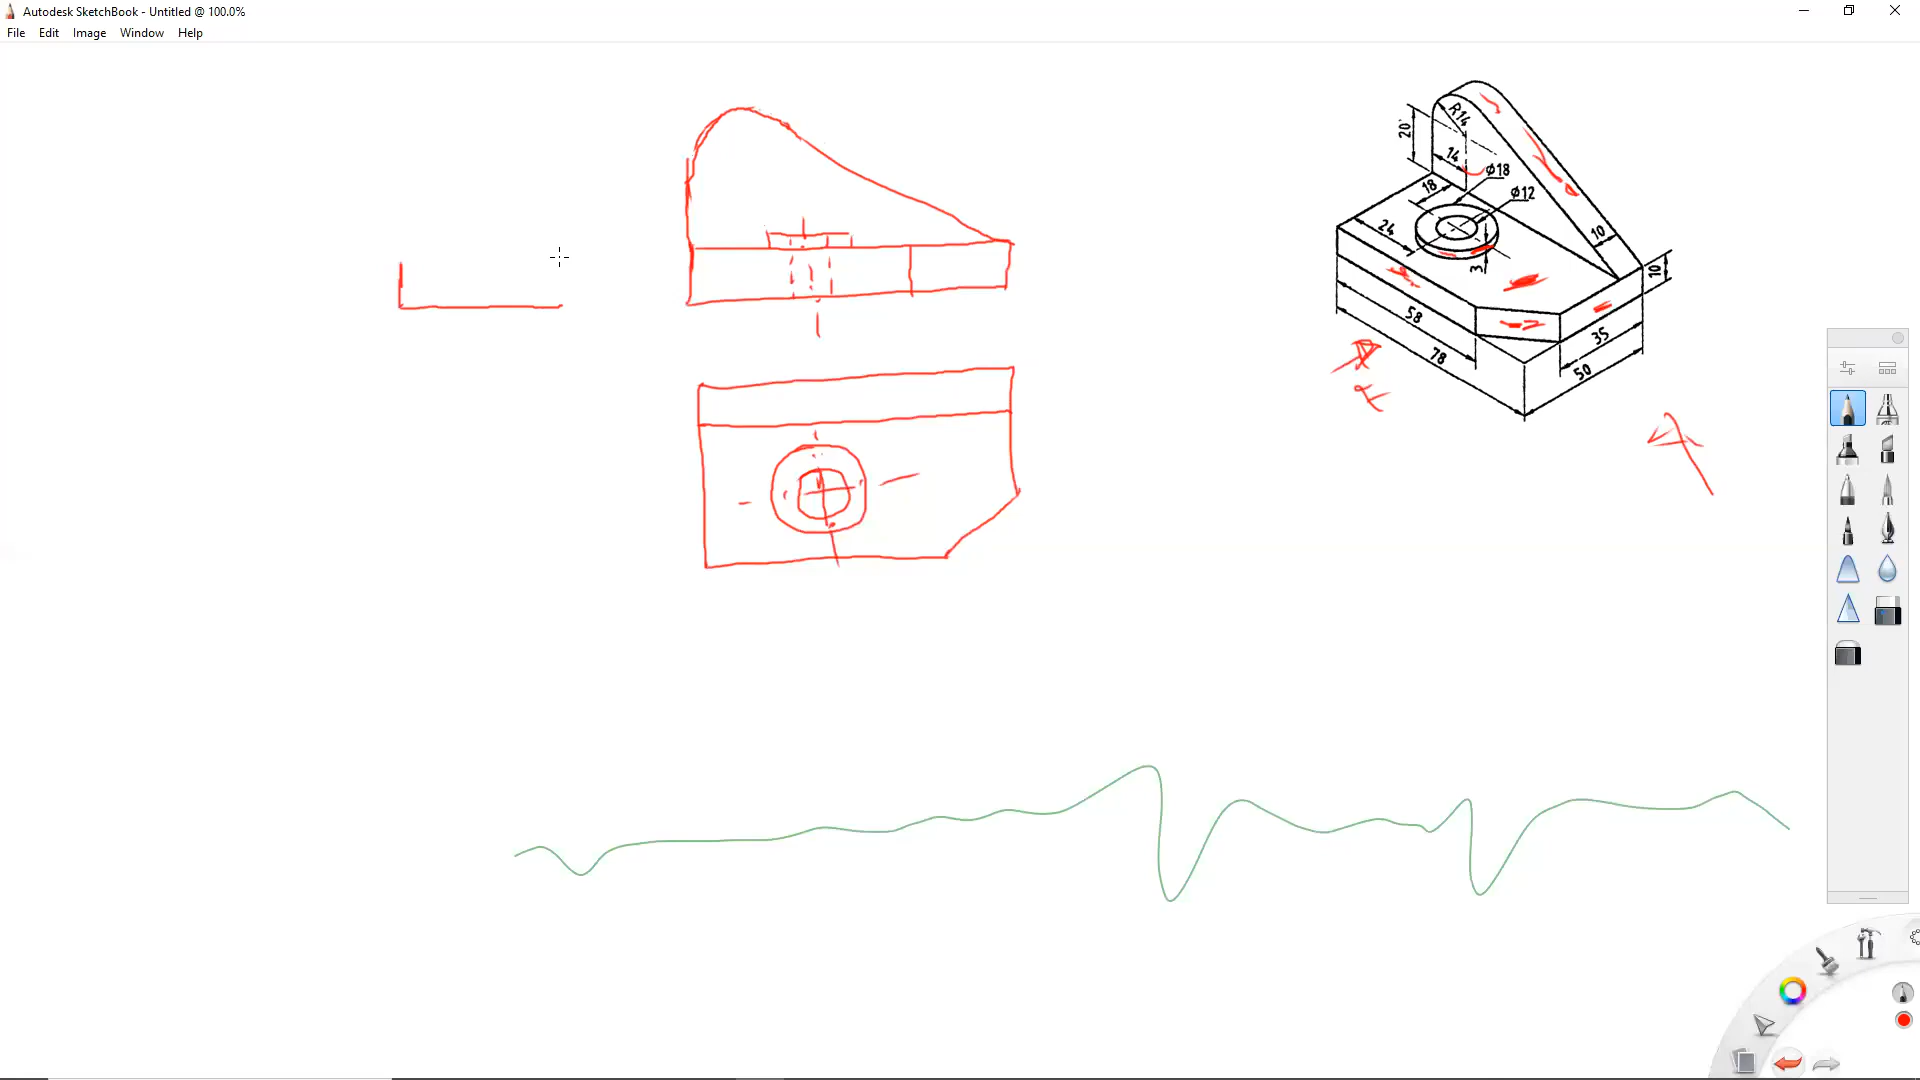 Autodesk SketchBook - Untitled @ 100.0%
File Edit Image Window Help
R14
20
14
Ø18
18
Ø12
24
10
3
10
58
35
78
50